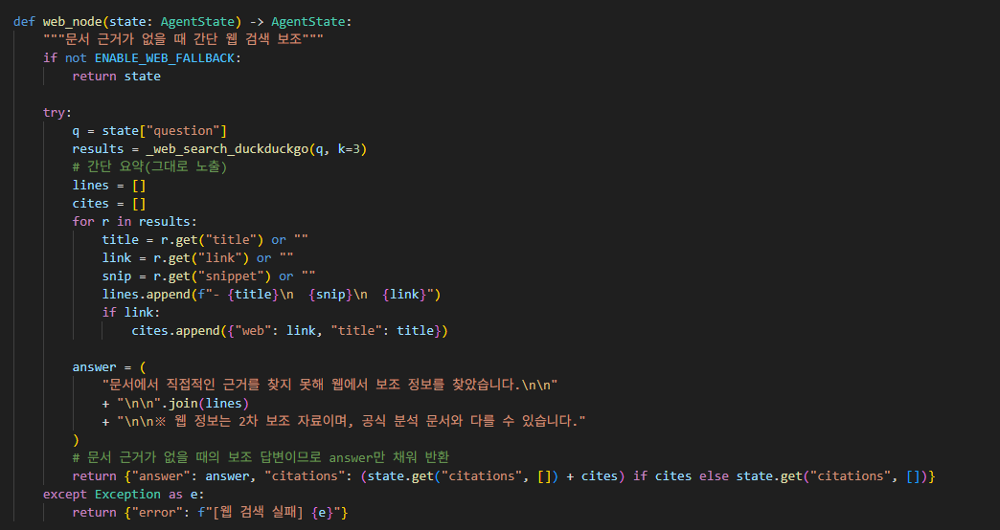 def web_node(state: AgentState) -> AgentState:
    """문서 근거가 없을 때 간단 웹 검색 보조"""
    if not ENABLE_WEB_FALLBACK:
        return state

    try:
        q = state["question"]
        results = _web_search_duckduckgo(q, k=3)
        # 간단 요약(그대로 노출)
        lines = []
        cites = []
        for r in results:
            title = r.get("title") or ""
            link = r.get("link") or ""
            snip = r.get("snippet") or ""
            lines.append(f"- {title}\n  {snip}\n  {link}")
            if link:
                cites.append({"web": link, "title": title})

        answer = (
            "문서에서 직접적인 근거를 찾지 못해 웹에서 보조 정보를 찾았습니다.\n\n"
            + "\n\n".join(lines)
            + "\n\n※ 웹 정보는 2차 보조 자료이며, 공식 분석 문서와 다를 수 있습니다."
        )
        # 문서 근거가 없을 때의 보조 답변이므로 answer만 채워 반환
        return {"answer": answer, "citations": (state.get("citations", []) + cites) if cites else state.get("citations", [])}
    except Exception as e:
        return {"error": f"[웹 검색 실패] {e}"}